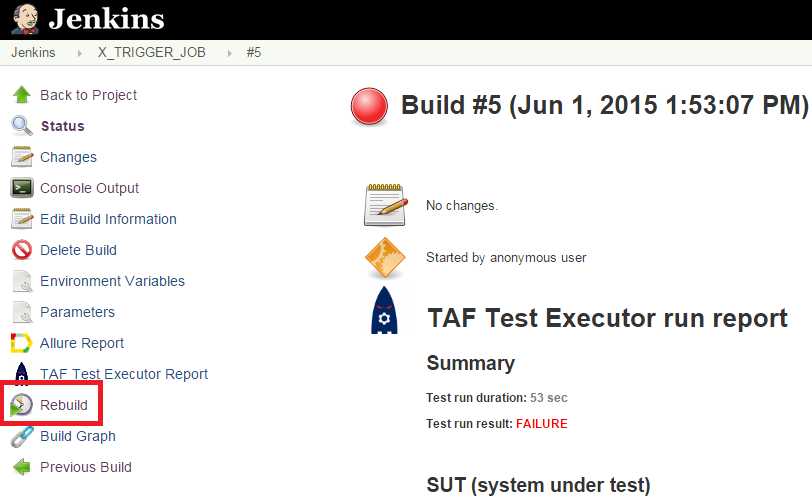 Jenkins
Jenkins X_TRIGGER_JOB #5
Back to Project
Status
Changes
Console Output
Edit Build Information
Delete Build
Environment Variables
Parameters
Allure Report
TAF Test Executor Report
Rebuild
Build Graph
Previous Build
Build #5 (Jun 1, 2015 1:53:07 PM)
No changes.
Started by anonymous user
TAF Test Executor run report
Summary
Test run duration: 53 sec
Test run result: FAILURE
SUT (system under test)